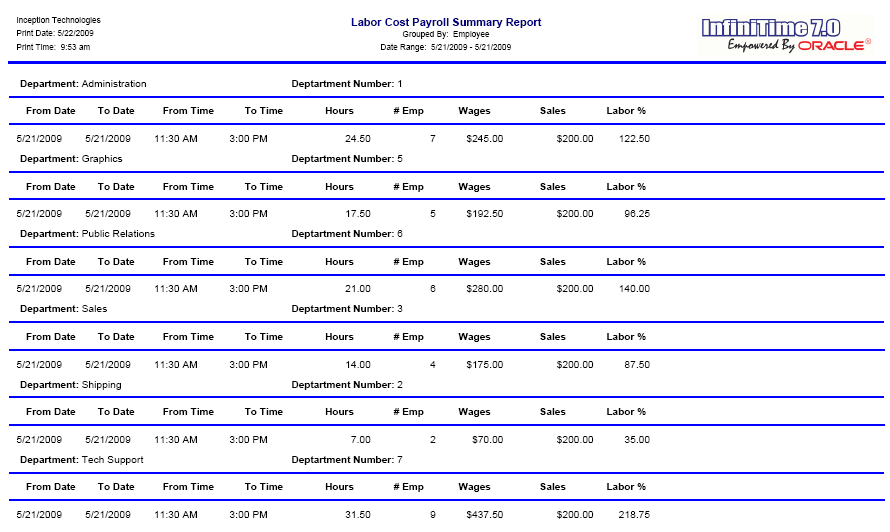 Inception Technologies
Print Date: 5/22/2009
Print Time: 9:53 am
Labor Cost Payroll Summary Report
Grouped By: Employee
Date Range: 5/21/2009 - 5/21/2009
InfiniTime 7.0
Empowered By ORACLE®
Department: Administration Deptartment Number: 1
From Date To Date From Time To Time Hours # Emp Wages Sales Labor %
5/21/2009 5/21/2009 11:30 AM 3:00 PM 24.50 7 $245.00 $200.00 122.50
Department: Graphics Deptartment Number: 5
From Date To Date From Time To Time Hours # Emp Wages Sales Labor %
5/21/2009 5/21/2009 11:30 AM 3:00 PM 17.50 5 $192.50 $200.00 96.25
Department: Public Relations Deptartment Number: 6
From Date To Date From Time To Time Hours # Emp Wages Sales Labor %
5/21/2009 5/21/2009 11:30 AM 3:00 PM 21.00 6 $280.00 $200.00 140.00
Department: Sales Deptartment Number: 3
From Date To Date From Time To Time Hours # Emp Wages Sales Labor %
5/21/2009 5/21/2009 11:30 AM 3:00 PM 14.00 4 $175.00 $200.00 87.50
Department: Shipping Deptartment Number: 2
From Date To Date From Time To Time Hours # Emp Wages Sales Labor %
5/21/2009 5/21/2009 11:30 AM 3:00 PM 7.00 2 $70.00 $200.00 35.00
Department: Tech Support Deptartment Number: 7
From Date To Date From Time To Time Hours # Emp Wages Sales Labor %
5/21/2009 5/21/2009 11:30 AM 3:00 PM 31.50 9 $437.50 $200.00 218.75